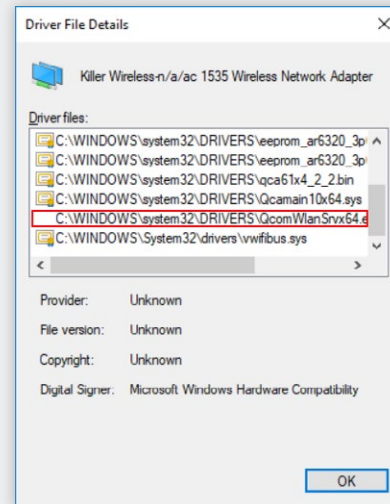 Driver File Details
Killer Wireless-n/a/ac 1535 Wireless Network Adapter
Driver files:
C:\WINDOWS\system32\DRIVERS\eeprom_ar6320_3p
C:\WINDOWS\system32\DRIVERS\eeprom_ar6320_3p
C:\WINDOWS\system32\DRIVERS\qca61x4_2_2.bin
C:\WINDOWS\system32\DRIVERS\Qcamain10x64.sys
C:\WINDOWS\system32\DRIVERS\QcomWlanSrvx64.e
C:\WINDOWS\System32\drivers\vwifibus.sys
Provider: Unknown
File version: Unknown
Copyright: Unknown
Digital Signer: Microsoft Windows Hardware Compatibility
OK